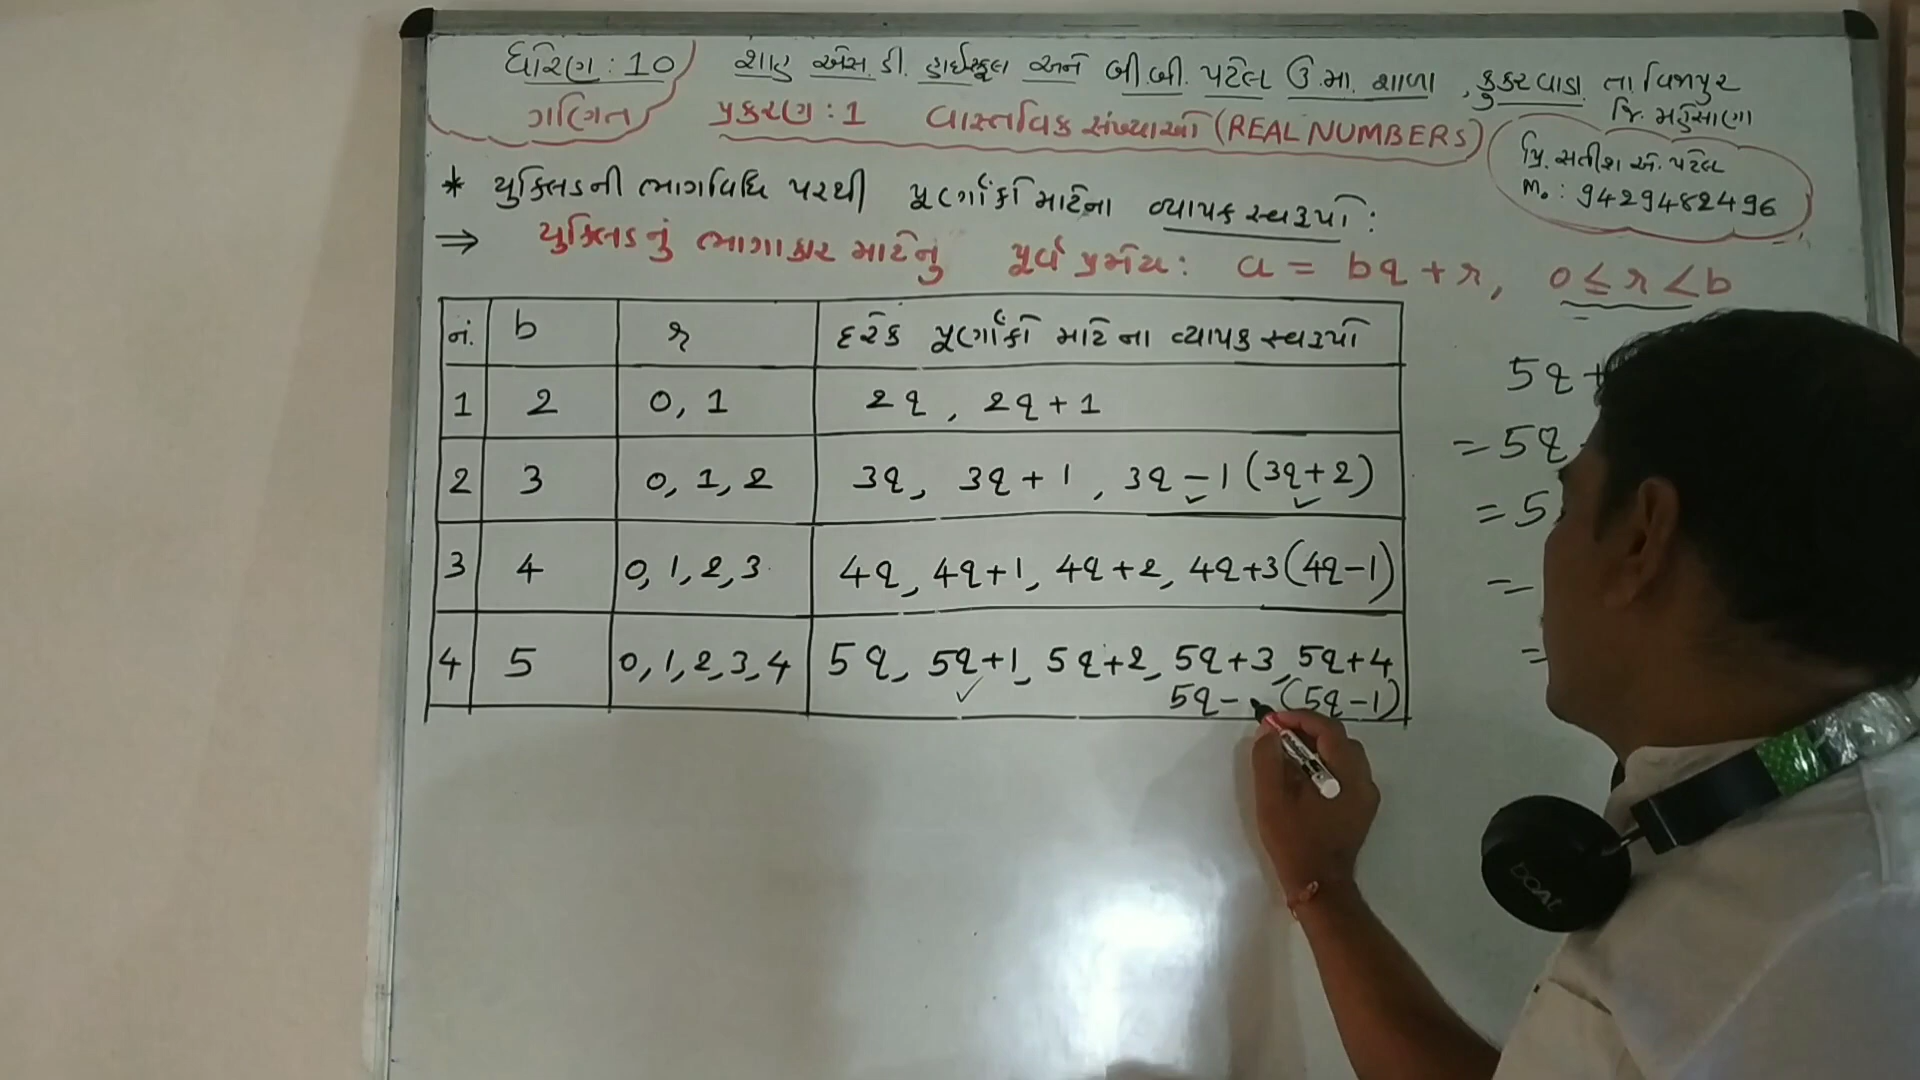 ધોરણ : 10 શાહ એસ. ડી. હાઈસ્કૂલ અને બી.બી. પટેલ ઉ.મા. શાળા , કુકરવાડા તા. વિજાપુર
જિ. મહેસાણા
ગણિત પ્રકરણ : 1 વાસ્તવિક સંખ્યાઓ (REAL NUMBERS)
પ્રિ. સતીશ એ. પટેલ
Mo : 9429482496
* યુક્લિડની ભાગવિધિ પરથી પૂર્ણાંકો માટેના વ્યાપક સ્વરૂપો :
⇒ યુક્લિડનું ભાગાકાર માટેનું પૂર્વ પ્રમેય : a = bq + r, 0 ≤ r < b
નં. b r દરેક પૂર્ણાંકો માટે ના વ્યાપક સ્વરૂપો
1 2 0, 1 2q , 2q + 1
2 3 0, 1, 2 3q, 3q + 1 , 3q - 1 (3q + 2)
3 4 0, 1, 2, 3 4q, 4q+1, 4q+2, 4q+3 (4q-1)
4 5 0, 1, 2, 3, 4 5q, 5q+1, 5q+2, 5q+3, 5q+4
5q- (5q-1)
5q +
= 5q
= 5
=
=
DOAL